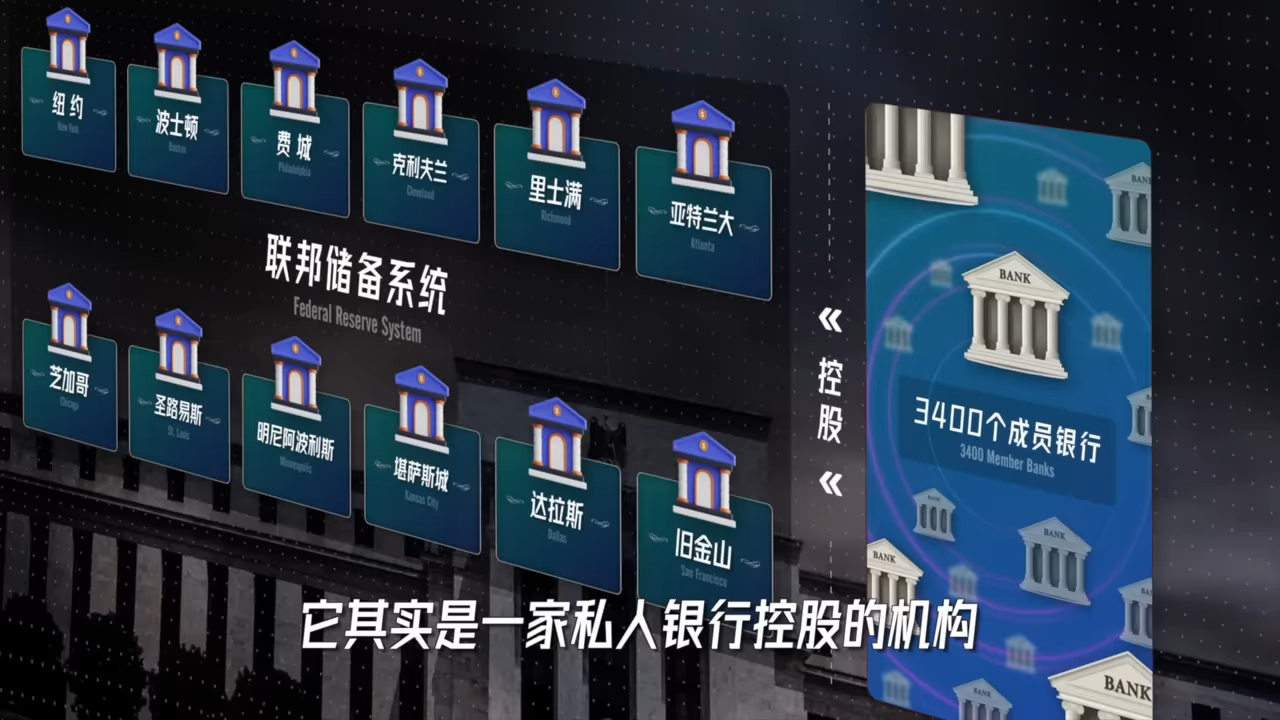 纽约
New York
波士顿
Boston
费城
Philadelphia
克利夫兰
Cleveland
里士满
Richmond
亚特兰大
Atlanta
联邦储备系统
Federal Reserve System
芝加哥
Chicago
圣路易斯
St. Louis
明尼阿波利斯
Minneapolis
堪萨斯城
Kansas City
达拉斯
Dallas
旧金山
San Francisco
控股
BANK
BANK
3400个成员银行
3400 Member Banks
BANK
BANK
BANK
BANK
BANK
它其实是一家私人银行控股的机构